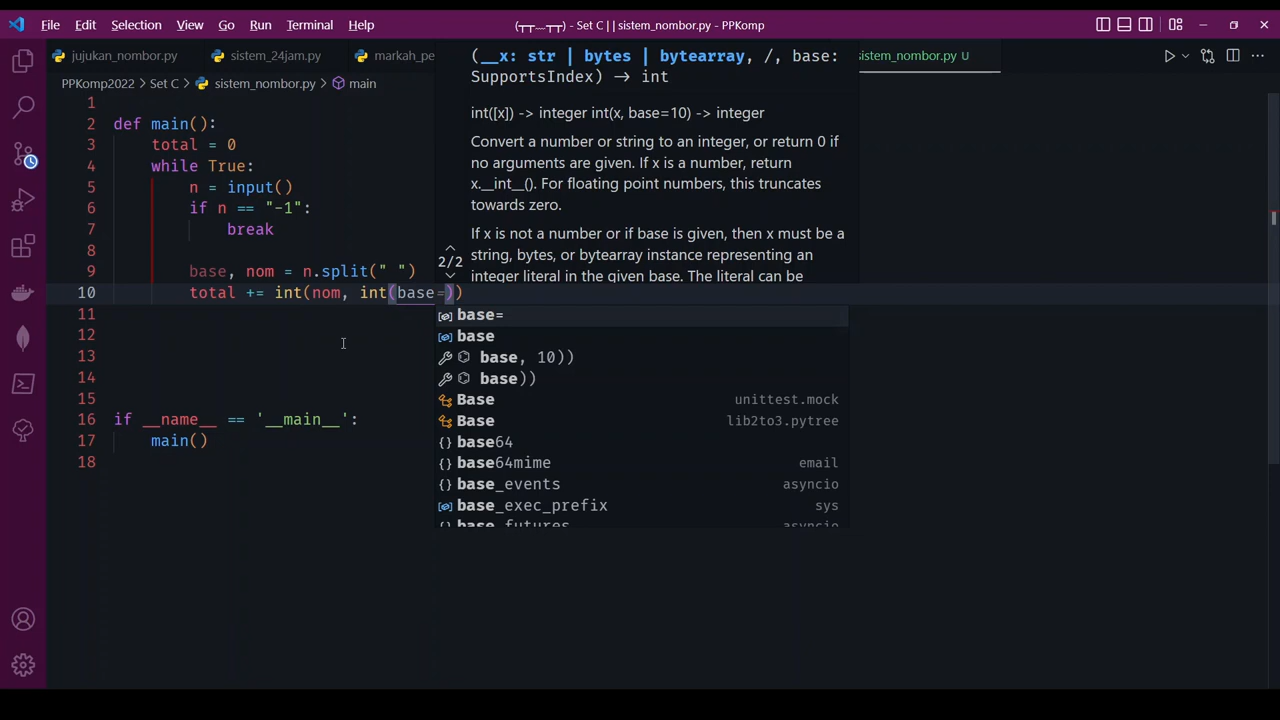 File Edit Selection View Go Run Terminal Help
(┬┬﹏┬┬) - Set C | | sistem_nombor.py - PPKomp
jujukan_nombor.py sistem_24jam.py markah_pe sistem_nombor.py U
PPKomp2022 > Set C > sistem_nombor.py > main
(__x: str | bytes | bytearray, /, base:
SupportsIndex) -> int
int([x]) -> integer int(x, base=10) -> integer
Convert a number or string to an integer, or return 0 if
no arguments are given. If x is a number, return
x.__int__(). For floating point numbers, this truncates
towards zero.
If x is not a number or if base is given, then x must be a
string, bytes, or bytearray instance representing an
integer literal in the given base. The literal can be
2/2
1
2 def main():
3 total = 0
4 while True:
5 n = input()
6 if n == "-1":
7 break
8
9 base, nom = n.split(" ")
10 total += int(nom, int(base=))
11
12
13
14
15
16 if __name__ == '__main__':
17 main()
18
base=
base
base, 10))
base))
Base unittest.mock
Base lib2to3.pytree
base64
base64mime email
base_events asyncio
base_exec_prefix sys
base_futures asyncio